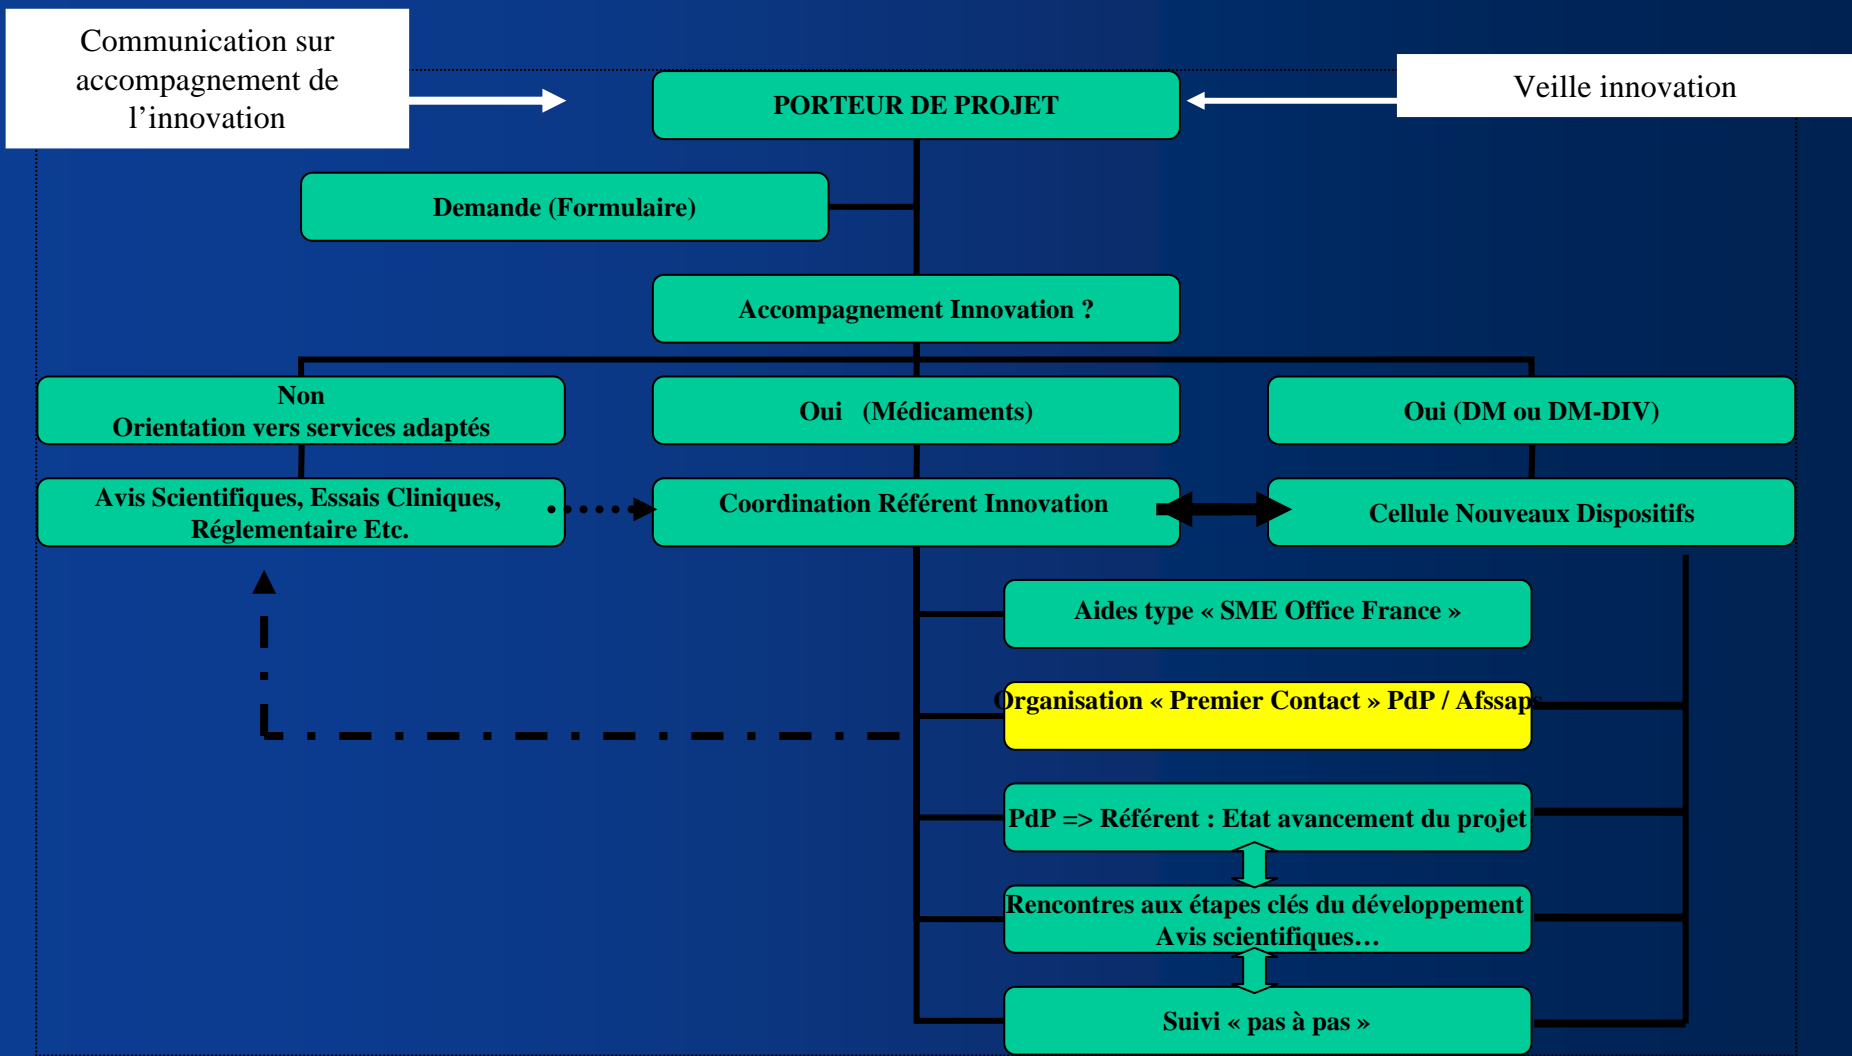 Communication sur
accompagnement de
l’innovation
Veille innovation
PORTEUR DE PROJET
Demande (Formulaire)
Accompagnement Innovation ?
Non
Orientation vers services adaptés
Oui (Médicaments)
Oui (DM ou DM-DIV)
Avis Scientifiques, Essais Cliniques,
Réglementaire Etc.
Coordination Référent Innovation
Cellule Nouveaux Dispositifs
Aides type « SME Office France »
Organisation « Premier Contact » PdP / Afssaps
PdP => Référent : Etat avancement du projet
Rencontres aux étapes clés du développement
Avis scientifiques…
Suivi « pas à pas »